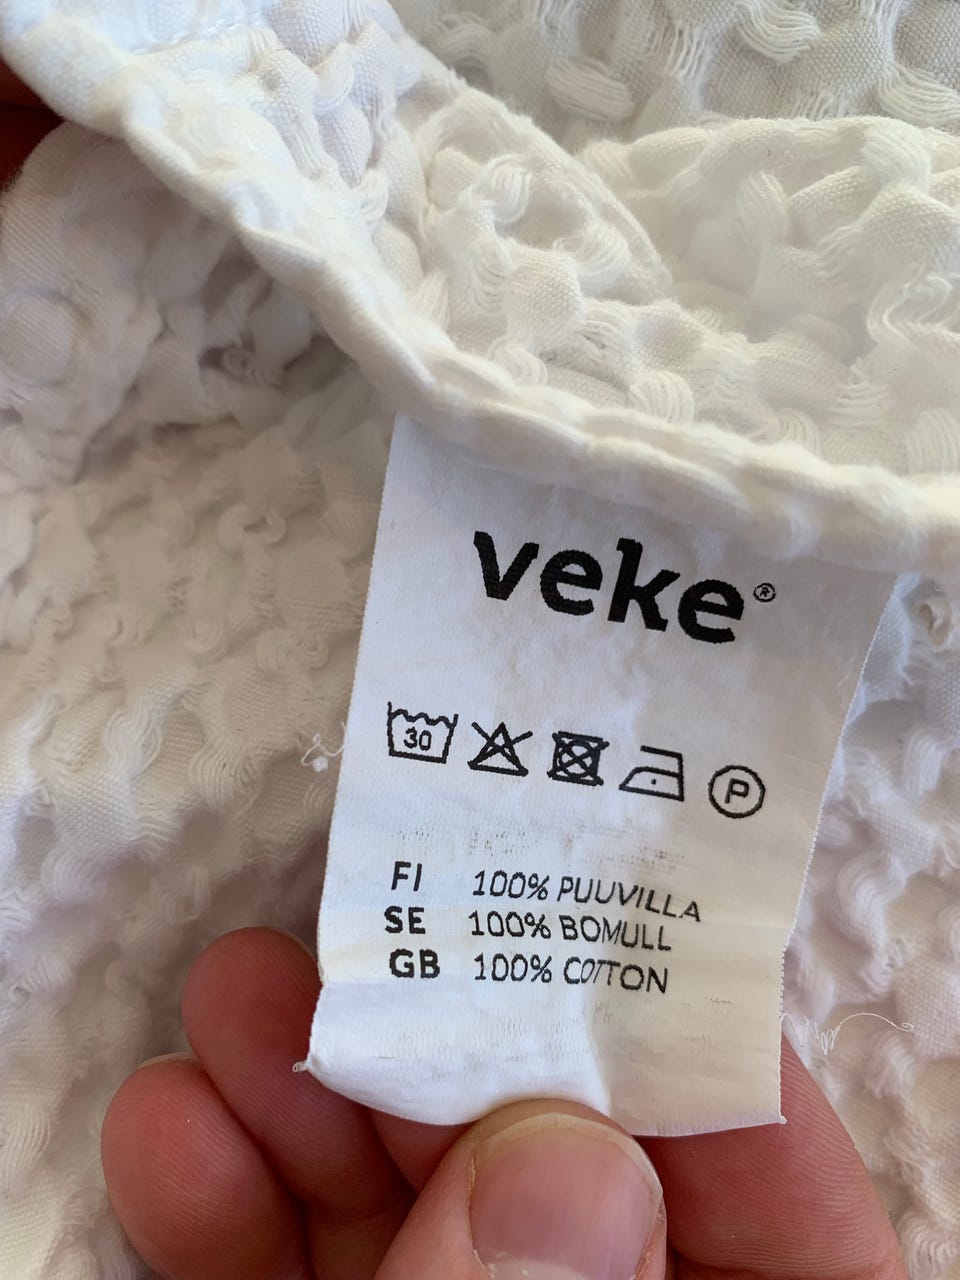 veke®
30
P
FI 100% PUUVILLA
SE 100% BOMULL
GB 100% COTTON